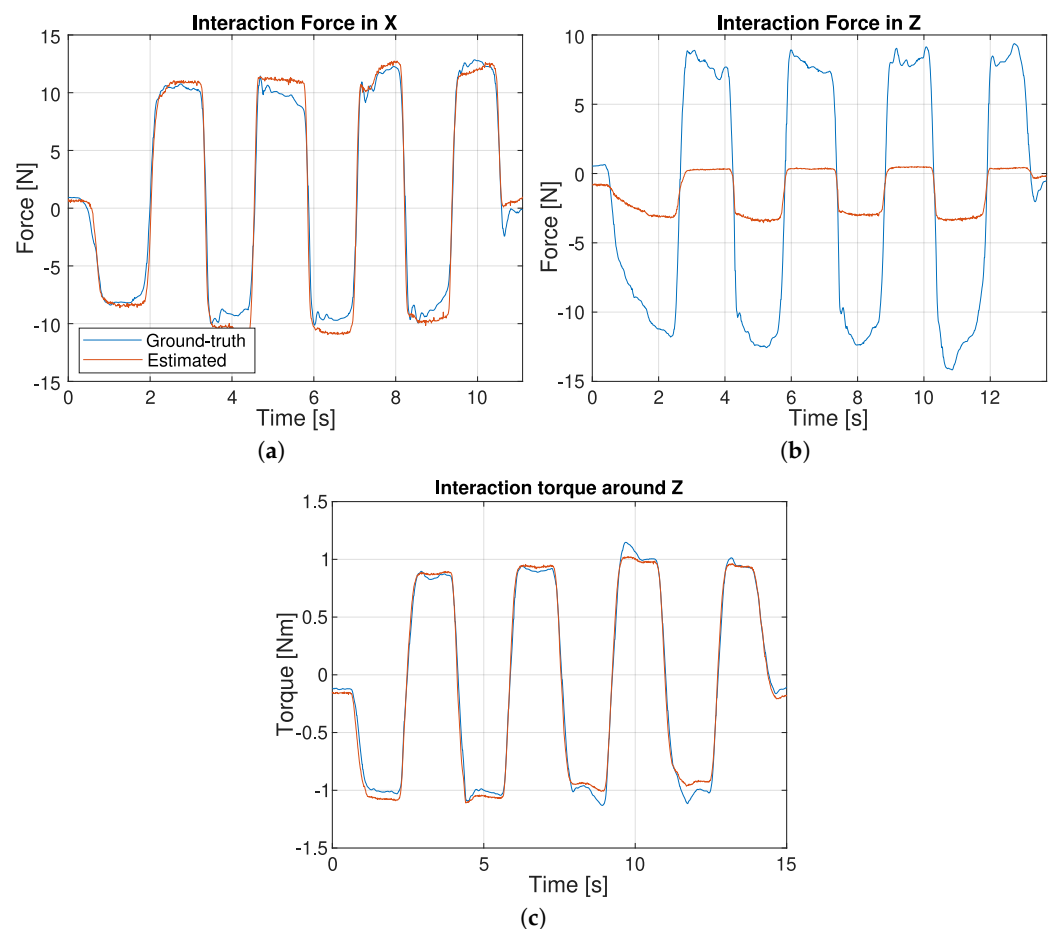 Interaction Force in X
15
10
5
0
-5
-10
-15
Force [N]
Ground-truth
Estimated
0 2 4 6 8 10
Time [s]
(a)
Interaction Force in Z
10
5
0
-5
-10
-15
Force [N]
0 2 4 6 8 10 12
Time [s]
(b)
Interaction torque around Z
1.5
1
0.5
0
-0.5
-1
-1.5
Torque [Nm]
0 5 10 15
Time [s]
(c)